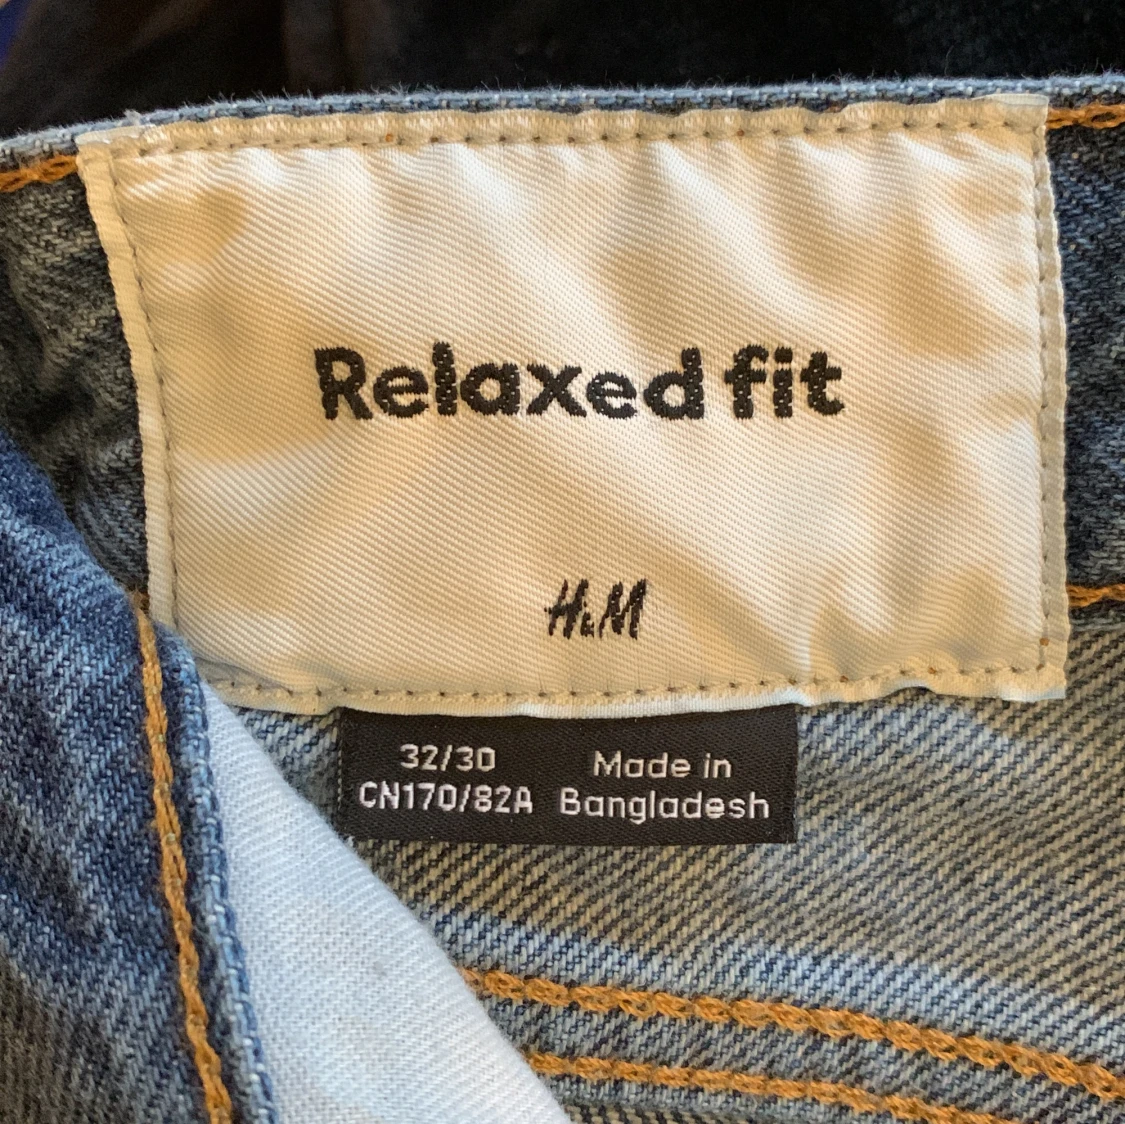 Relaxed fit
H&M
32/30
CN170/82A
Made in
Bangladesh